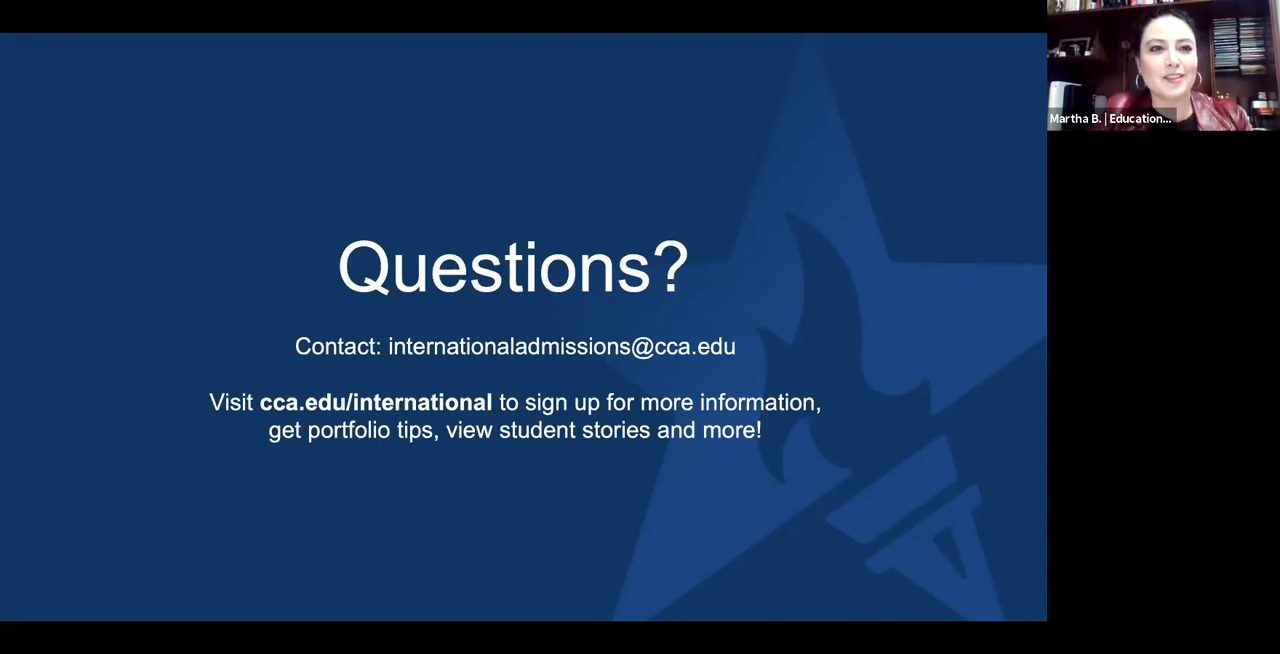 Questions?
Contact: internationaladmissions@cca.edu
Visit cca.edu/international to sign up for more information,
get portfolio tips, view student stories and more!
Martha B. | Education...